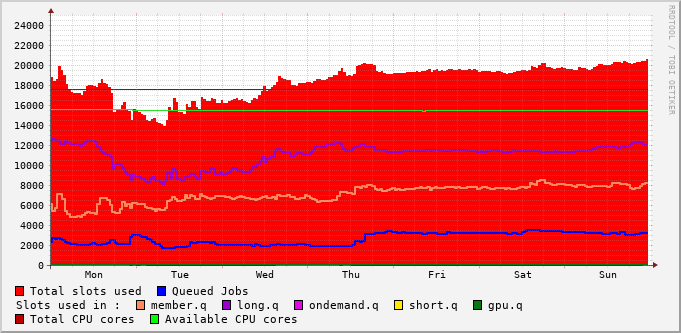 24000
22000
20000
18000
16000
14000
12000
10000
8000
6000
4000
2000
0
Mon Tue Wed Thu Fri Sat Sun
Total slots used Queued Jobs
Slots used in : member.q long.q ondemand.q short.q gpu.q
Total CPU cores Available CPU cores
RRDTOOL / TOBI OETIKER